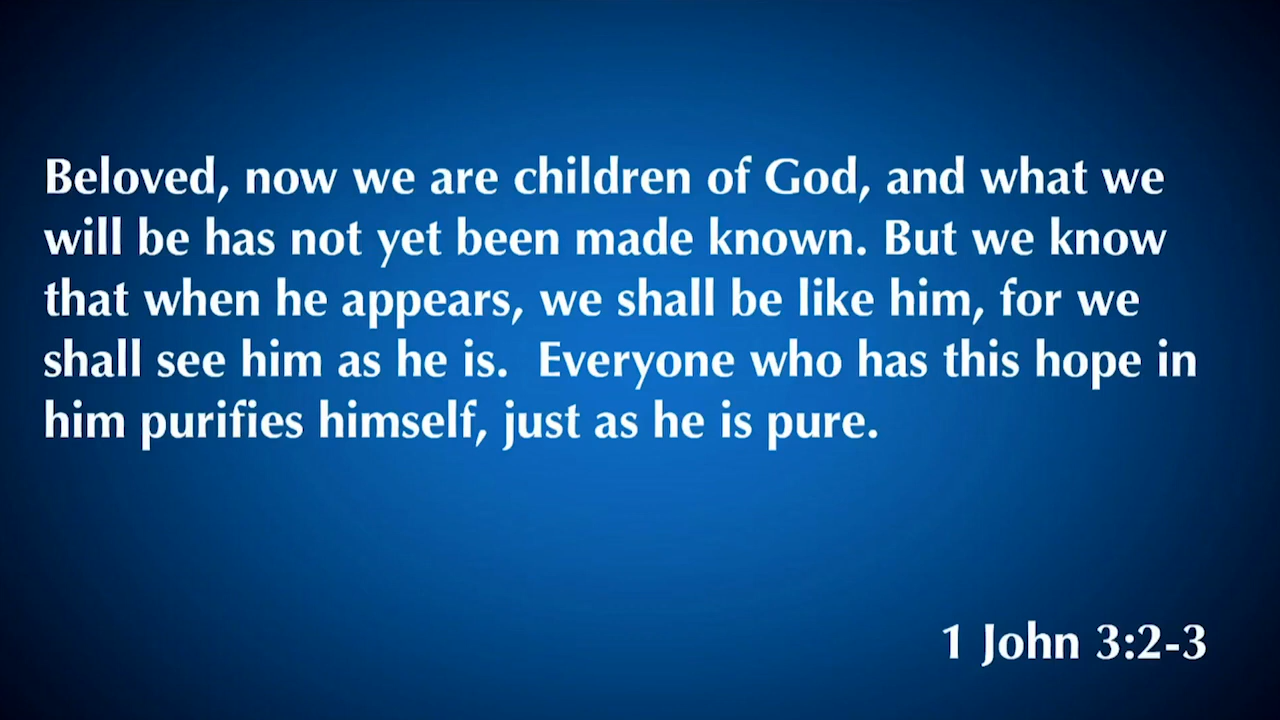 Beloved, now we are children of God, and what we
will be has not yet been made known. But we know
that when he appears, we shall be like him, for we
shall see him as he is.  Everyone who has this hope in
him purifies himself, just as he is pure.
1 John 3:2-3